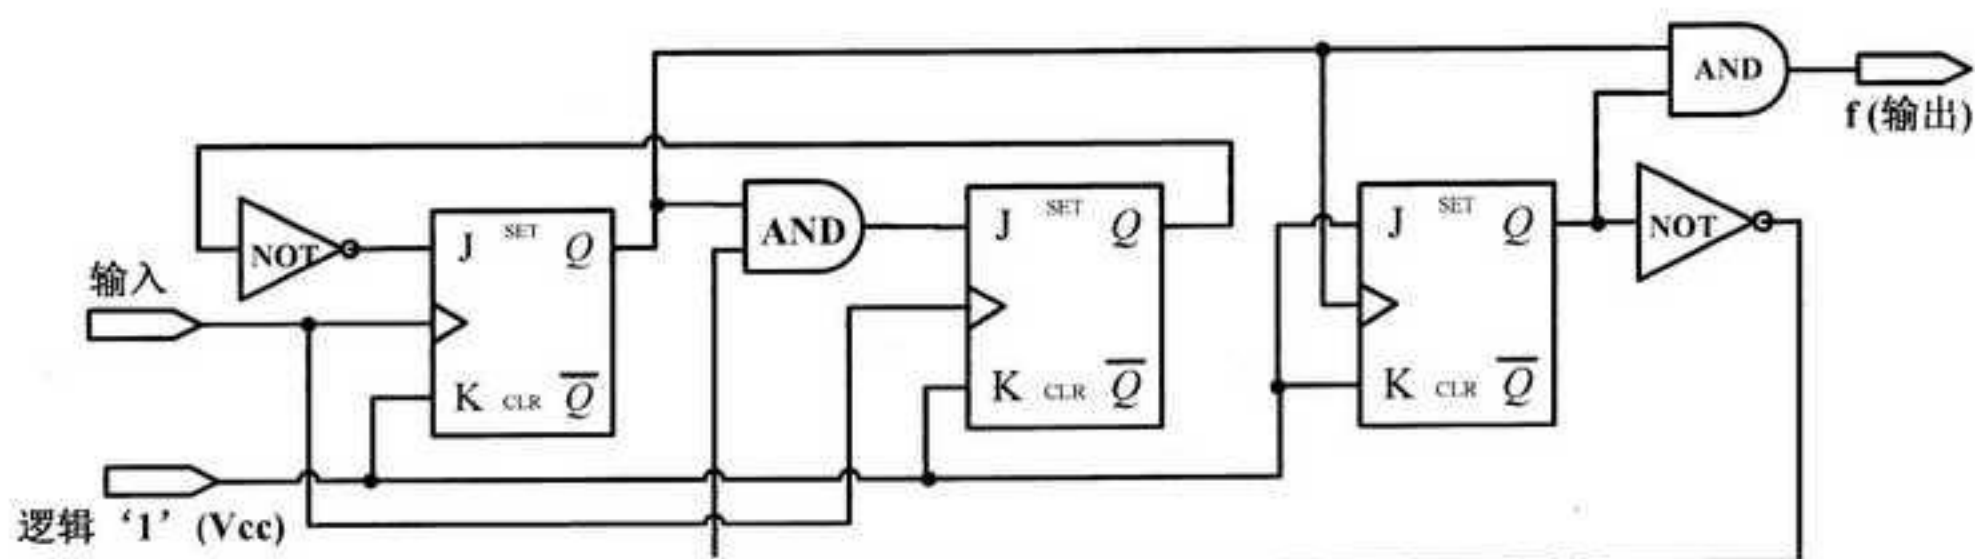 AND
f (输出)
NOT
J SET Q
K CLR Q̅
AND
J SET Q
K CLR Q̅
J SET Q
K CLR Q̅
NOT
输入
逻辑 ‘1’ (Vcc)